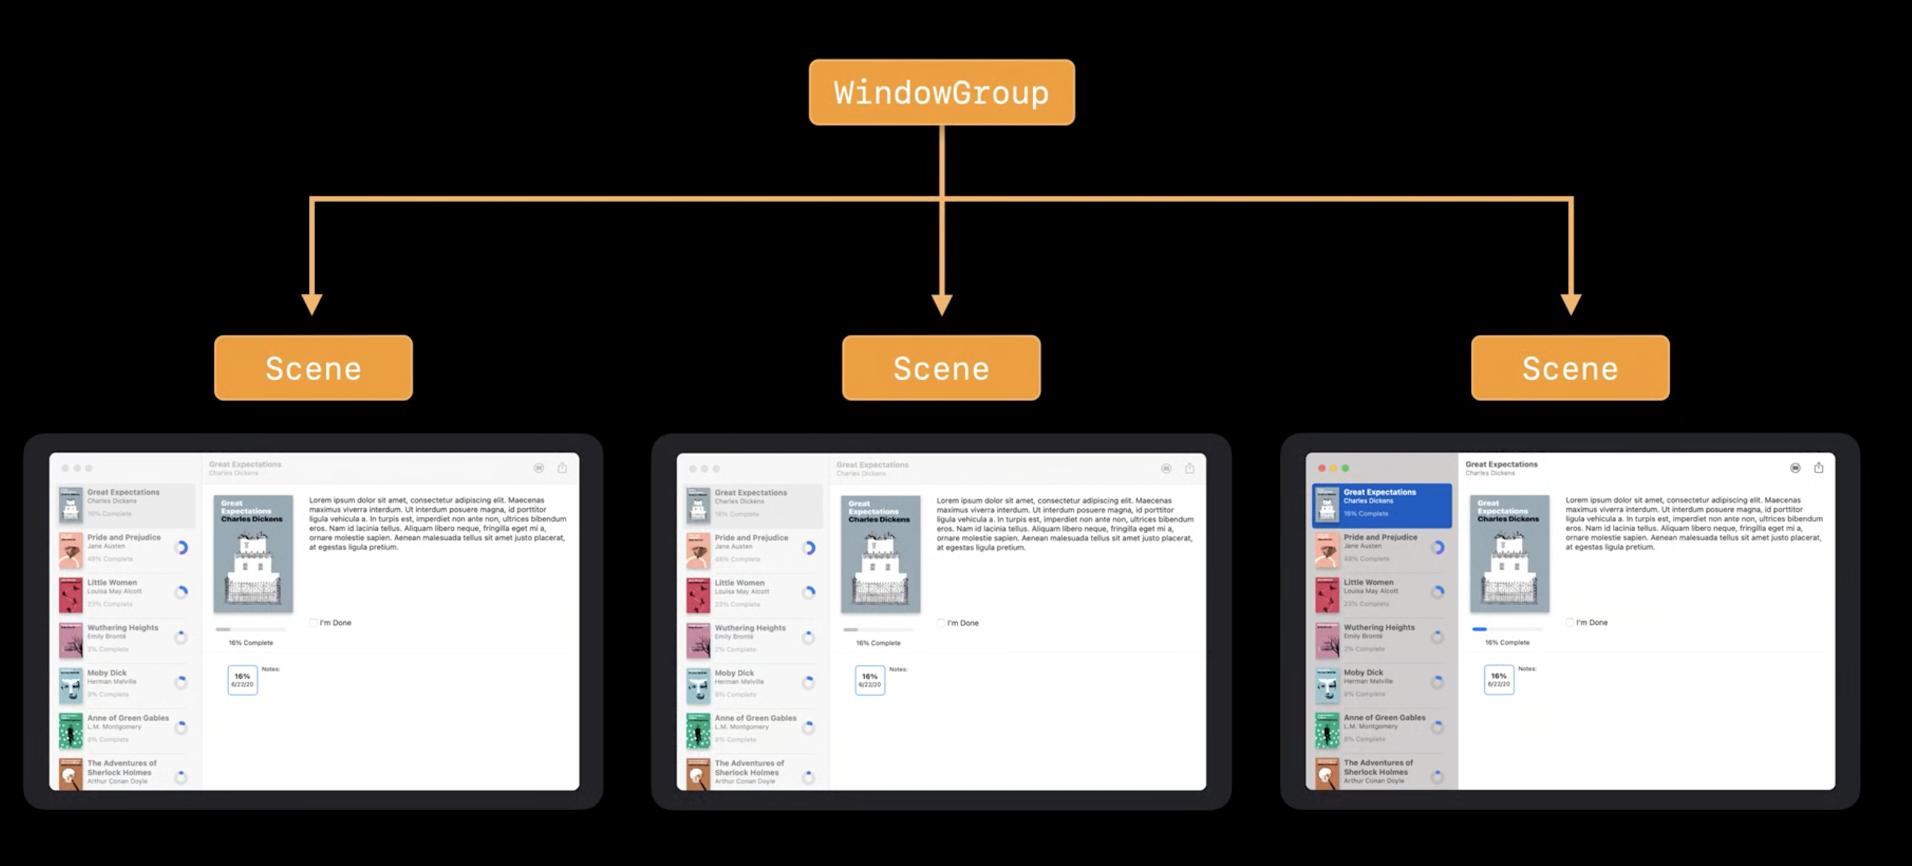 WindowGroup
Scene
Scene
Scene
Great Expectations
Charles Dickens
Great Expectations
Charles Dickens
16% Complete
Pride and Prejudice
Jane Austen
48% Complete
Little Women
Louisa May Alcott
23% Complete
Wuthering Heights
Emily Brontë
2% Complete
Moby Dick
Herman Melville
9% Complete
Anne of Green Gables
L.M. Montgomery
8% Complete
The Adventures of
Sherlock Holmes
Arthur Conan Doyle
Great
Expectations
Charles Dickens
Lorem ipsum dolor sit amet, consectetur adipiscing elit. Maecenas
maximus viverra interdum. Ut interdum posuere magna, id porttitor
ligula vehicula a. In turpis est, imperdiet non ante non, ultrices bibendum
eros. Nam id lacinia tellus. Aliquam libero neque, fringilla eget mi a,
ornare molestie sapien. Aenean malesuada tellus sit amet justo placerat,
at egestas ligula pretium.
I'm Done
16% Complete
16%
6/22/20
Notes:
Great Expectations
Charles Dickens
Great Expectations
Charles Dickens
16% Complete
Pride and Prejudice
Jane Austen
48% Complete
Little Women
Louisa May Alcott
23% Complete
Wuthering Heights
Emily Brontë
2% Complete
Moby Dick
Herman Melville
9% Complete
Anne of Green Gables
L.M. Montgomery
8% Complete
The Adventures of
Sherlock Holmes
Arthur Conan Doyle
Great
Expectations
Charles Dickens
Lorem ipsum dolor sit amet, consectetur adipiscing elit. Maecenas
maximus viverra interdum. Ut interdum posuere magna, id porttitor
ligula vehicula a. In turpis est, imperdiet non ante non, ultrices bibendum
eros. Nam id lacinia tellus. Aliquam libero neque, fringilla eget mi a,
ornare molestie sapien. Aenean malesuada tellus sit amet justo placerat,
at egestas ligula pretium.
I'm Done
16% Complete
16%
6/22/20
Notes:
Great Expectations
Charles Dickens
Great Expectations
Charles Dickens
16% Complete
Pride and Prejudice
Jane Austen
48% Complete
Little Women
Louisa May Alcott
23% Complete
Wuthering Heights
Emily Brontë
2% Complete
Moby Dick
Herman Melville
9% Complete
Anne of Green Gables
L.M. Montgomery
8% Complete
The Adventures of
Sherlock Holmes
Arthur Conan Doyle
Great
Expectations
Charles Dickens
Lorem ipsum dolor sit amet, consectetur adipiscing elit. Maecenas
maximus viverra interdum. Ut interdum posuere magna, id porttitor
ligula vehicula a. In turpis est, imperdiet non ante non, ultrices bibendum
eros. Nam id lacinia tellus. Aliquam libero neque, fringilla eget mi a,
ornare molestie sapien. Aenean malesuada tellus sit amet justo placerat,
at egestas ligula pretium.
I'm Done
16% Complete
16%
6/22/20
Notes: